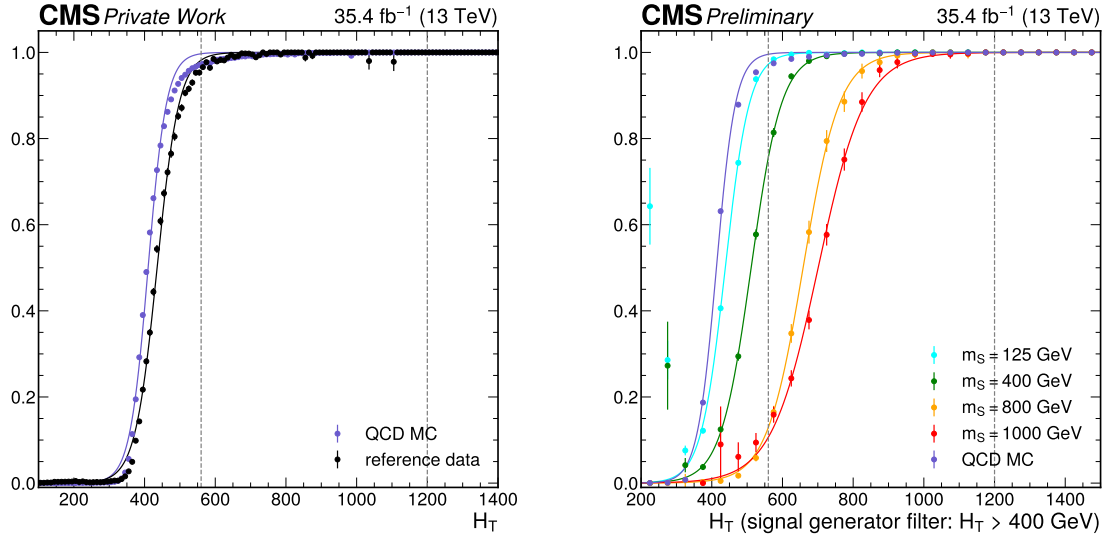 CMS Private Work 35.4 fb⁻¹ (13 TeV)
1.0
0.8
0.6
0.4
0.2
0.0
200 400 600 800 1000 1200 1400
H_T
QCD MC
reference data
CMS Preliminary 35.4 fb⁻¹ (13 TeV)
1.0
0.8
0.6
0.4
0.2
0.0
200 400 600 800 1000 1200 1400
H_T (signal generator filter: H_T > 400 GeV)
m_S = 125 GeV
m_S = 400 GeV
m_S = 800 GeV
m_S = 1000 GeV
QCD MC